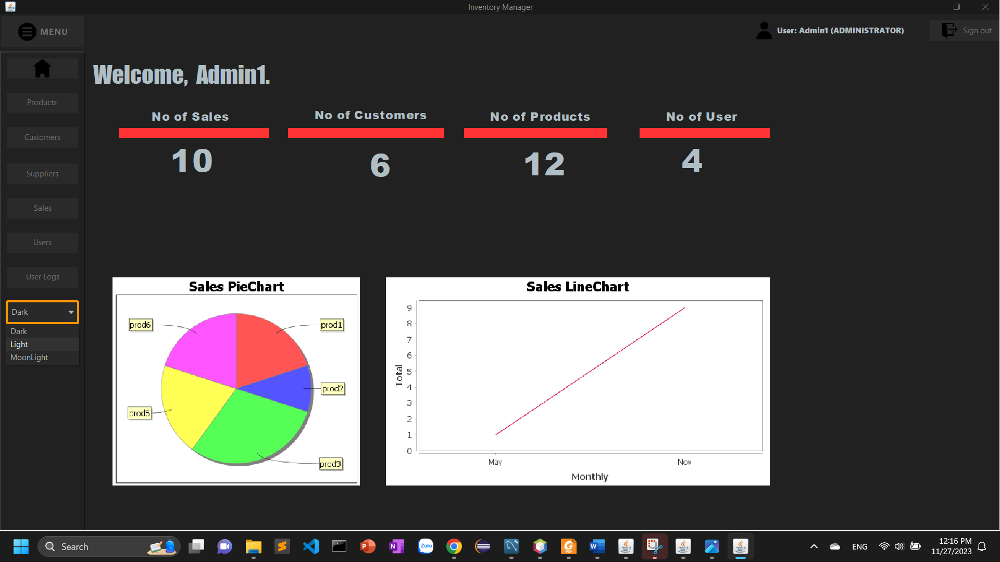 Inventory Manager
MENU
User: Admin1 (ADMINISTRATOR)
Sign out
Welcome, Admin1.
Products
Customers
Suppliers
Sales
Users
User Logs
Dark
Dark
Light
MoonLight
No of Sales
No of Customers
No of Products
No of User
10
6
12
4
Sales PieChart
prod6
prod1
prod2
prod5
prod3
Sales LineChart
9
8
7
6
5
4
3
2
1
0
Total
May
Nov
Monthly
Search
Zalo
ENG
12:16 PM
11/27/2023